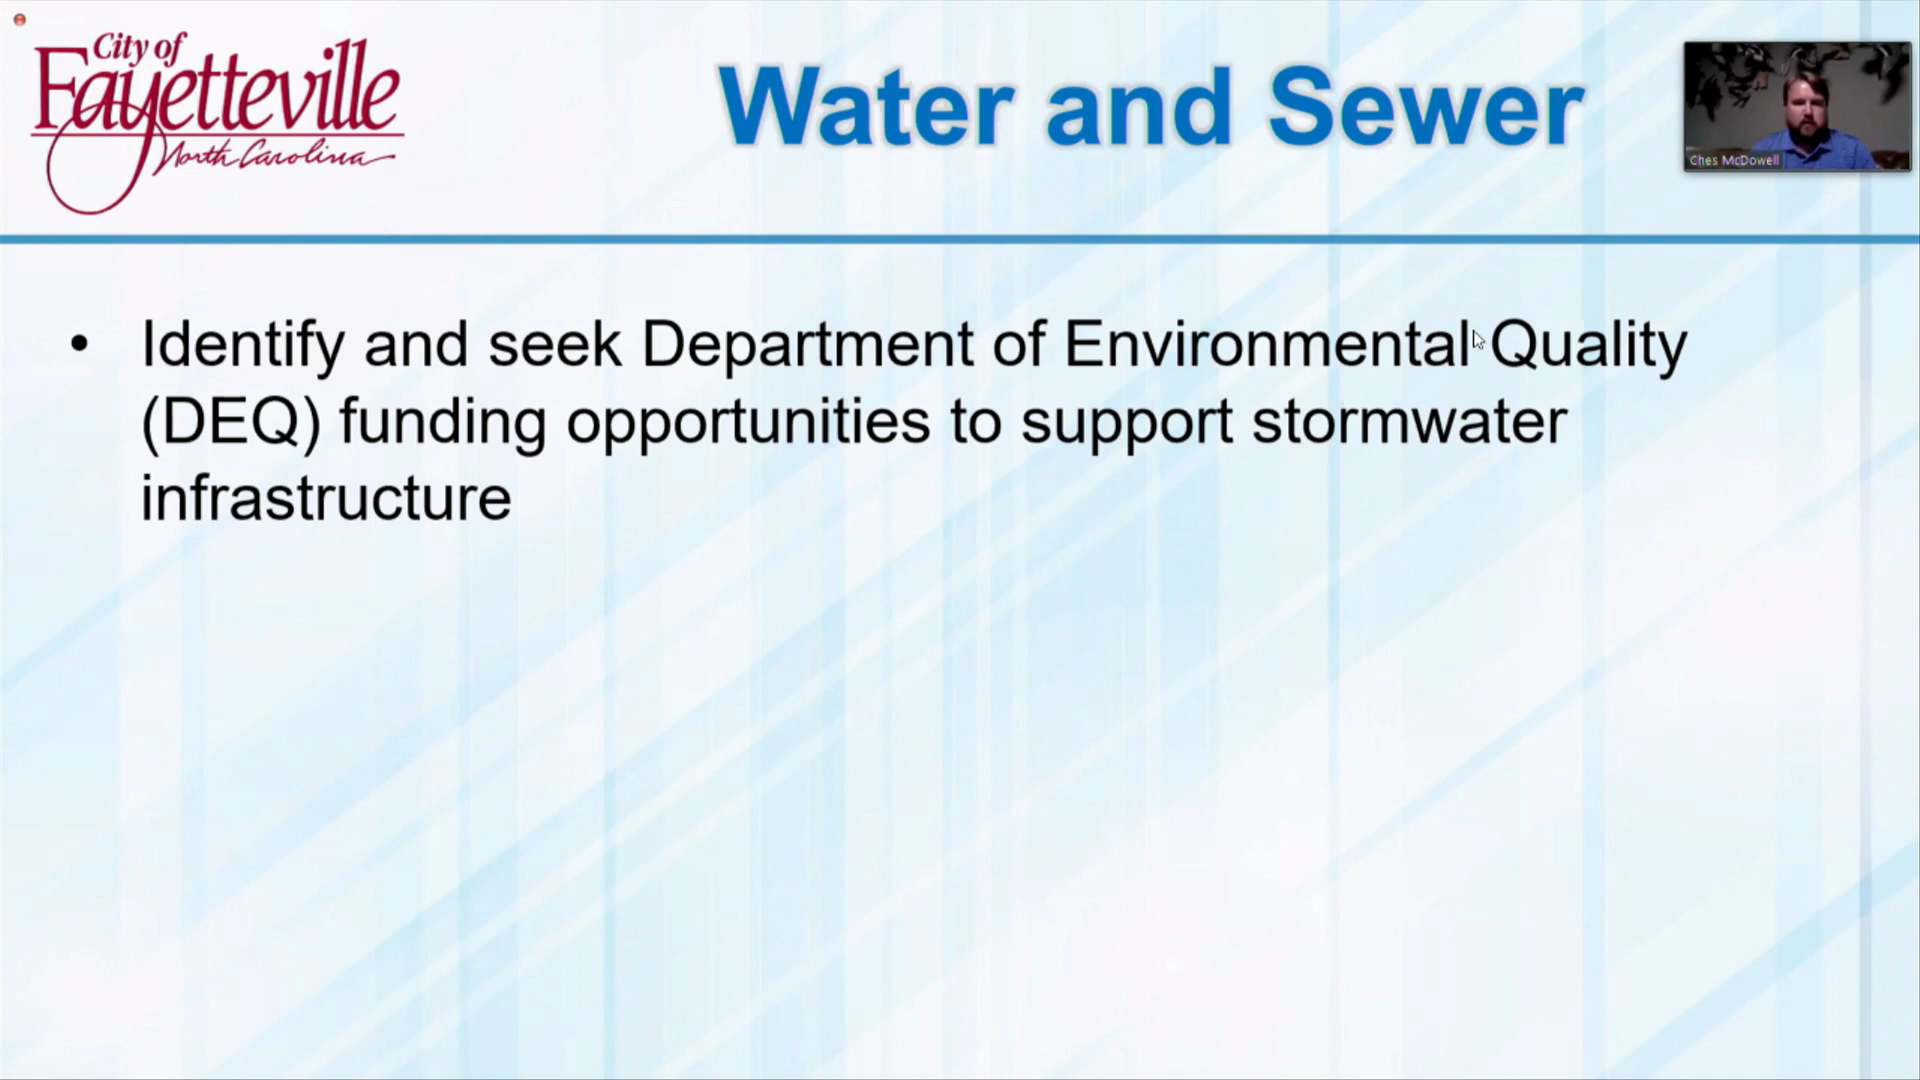 City of
Fayetteville
North Carolina
Water and Sewer
Ches McDowell
• Identify and seek Department of Environmental Quality
(DEQ) funding opportunities to support stormwater
infrastructure